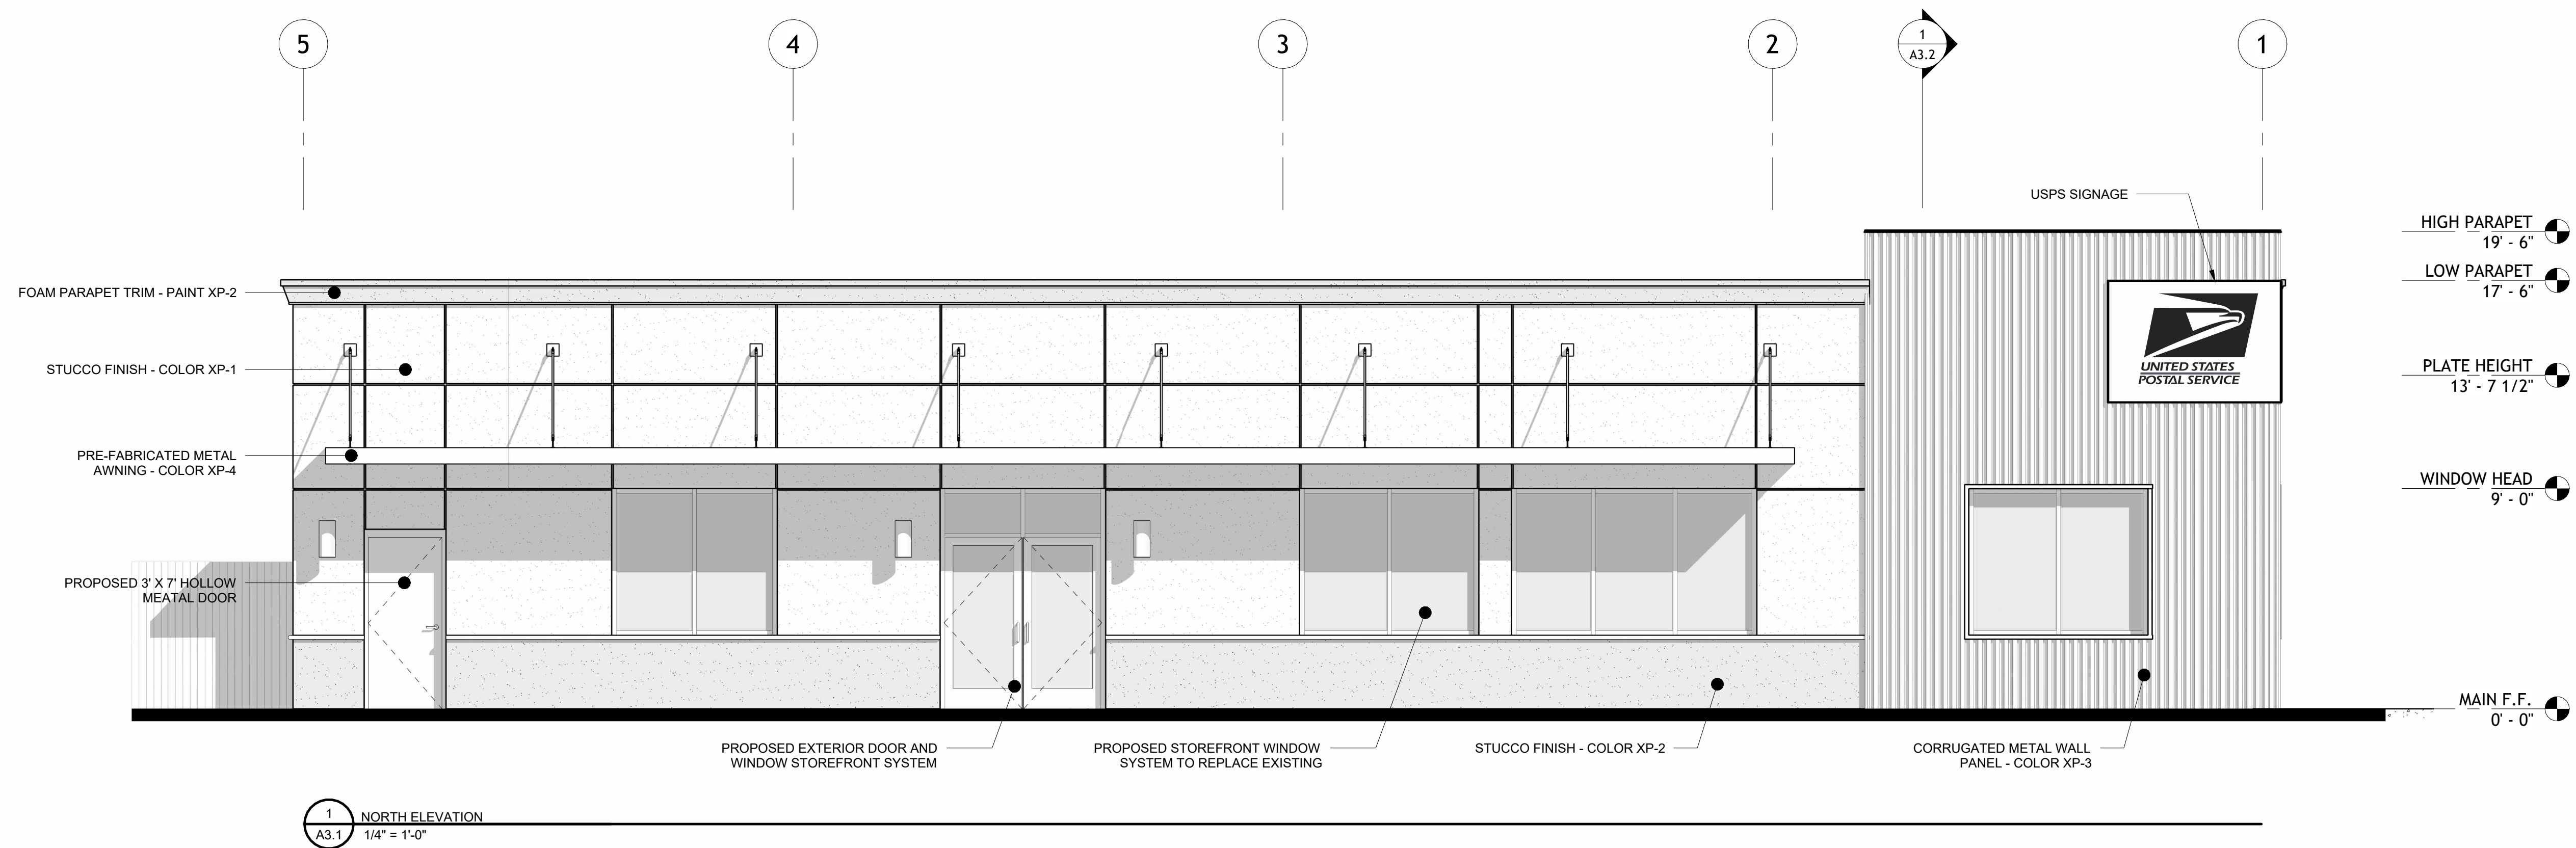 5
4
3
2
1
A3.2
1
USPS SIGNAGE
HIGH PARAPET
19' - 6"
LOW PARAPET
17' - 6"
FOAM PARAPET TRIM - PAINT XP-2
STUCCO FINISH - COLOR XP-1
UNITED STATES
POSTAL SERVICE
PLATE HEIGHT
13' - 7 1/2"
PRE-FABRICATED METAL
AWNING - COLOR XP-4
WINDOW HEAD
9' - 0"
PROPOSED 3' X 7' HOLLOW
MEATAL DOOR
MAIN F.F.
0' - 0"
PROPOSED EXTERIOR DOOR AND
WINDOW STOREFRONT SYSTEM
PROPOSED STOREFRONT WINDOW
SYSTEM TO REPLACE EXISTING
STUCCO FINISH - COLOR XP-2
CORRUGATED METAL WALL
PANEL - COLOR XP-3
1
A3.1
NORTH ELEVATION
1/4" = 1'-0"